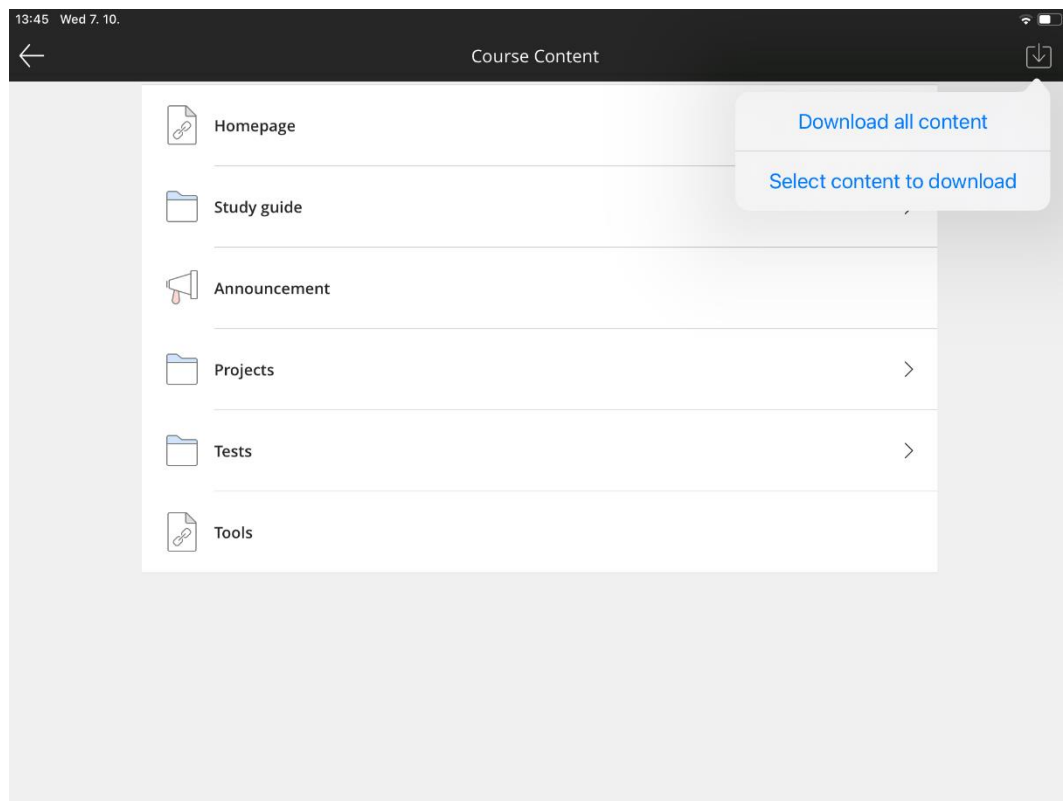 13:45 Wed 7. 10.
Course Content
Download all content
Select content to download
Homepage
Study guide
Announcement
Projects
Tests
Tools